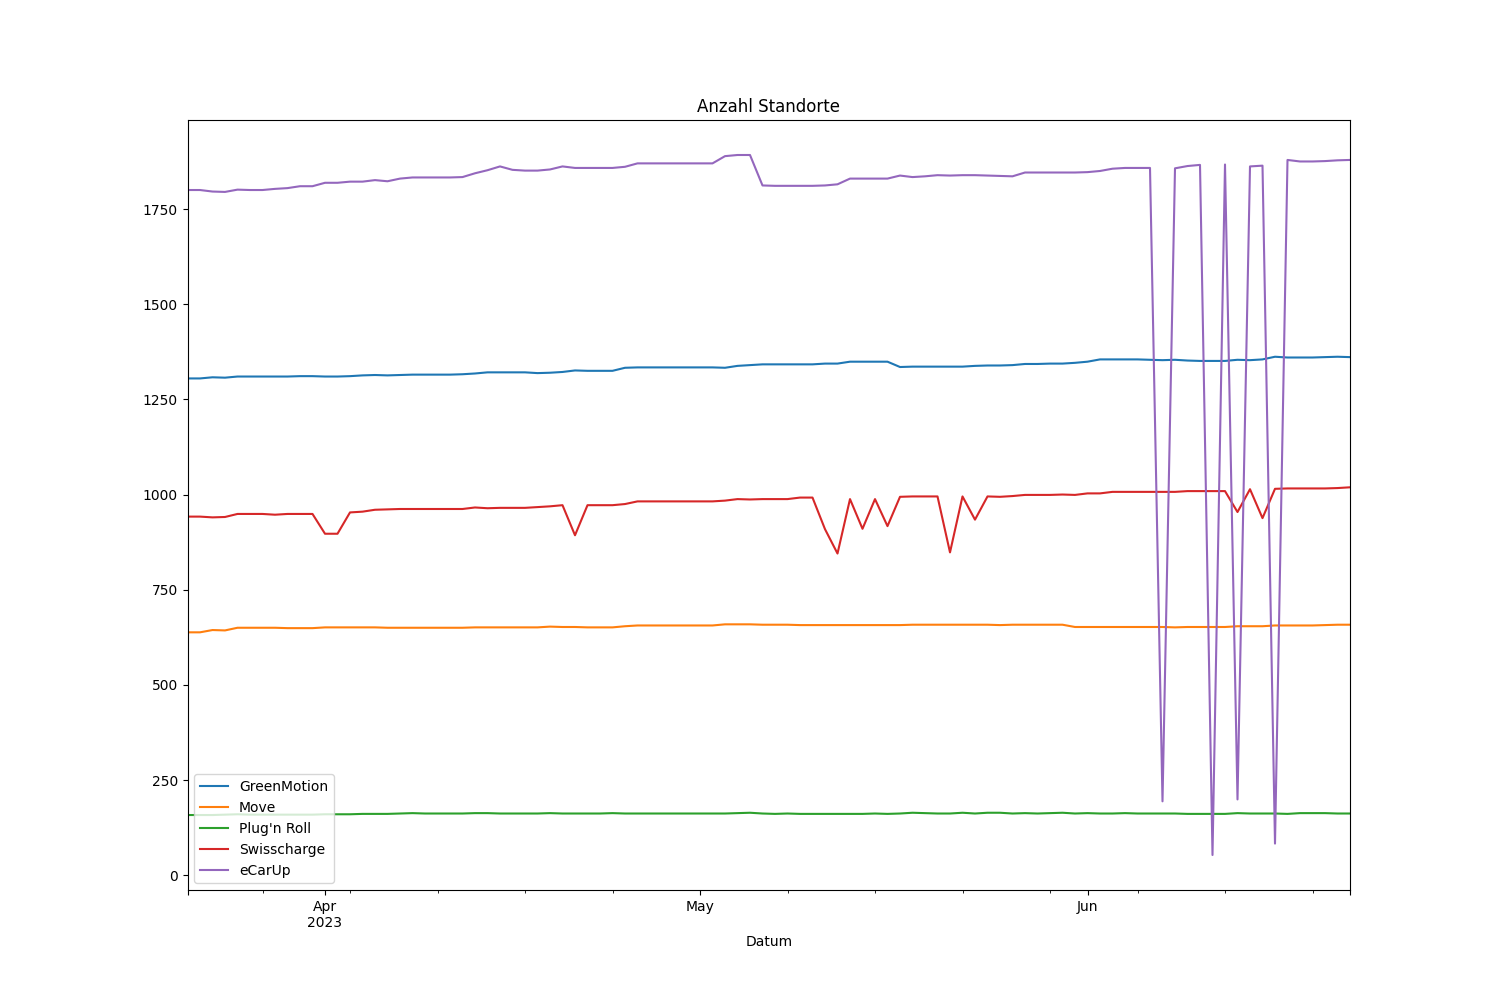 Anzahl Standorte
1750
1500
1250
1000
750
500
250
0
GreenMotion
Move
Plug'n Roll
Swisscharge
eCarUp
Apr
2023
May
Jun
Datum